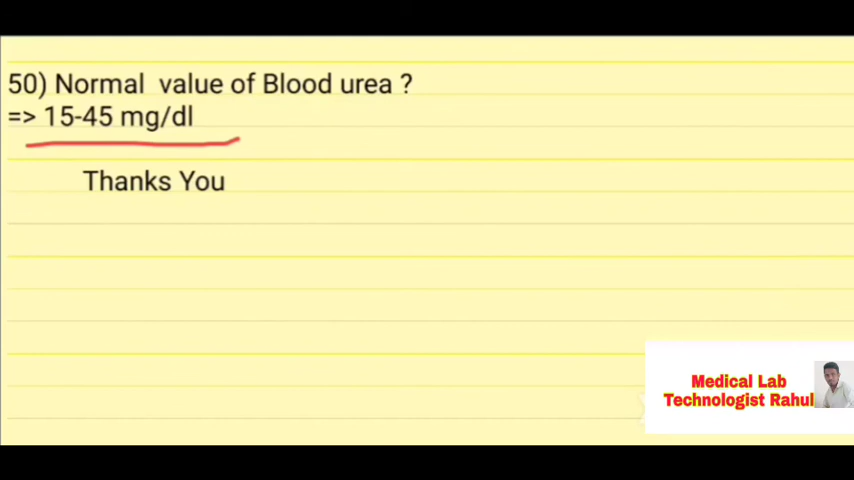 50) Normal value of Blood urea ?
=> 15-45 mg/dl
Thanks You
Medical Lab
Technologist Rahul